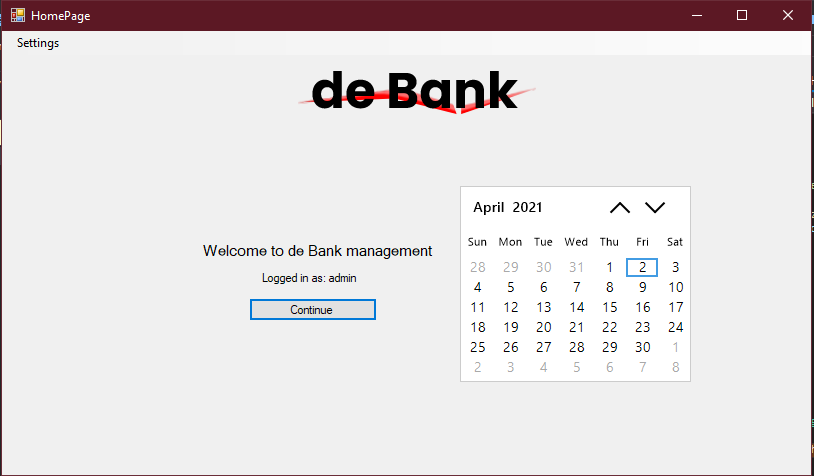 HomePage
Settings
de Bank
Welcome to de Bank management
Logged in as: admin
Continue
April 2021
Sun Mon Tue Wed Thu Fri Sat
28 29 30 31 1 2 3
4 5 6 7 8 9 10
11 12 13 14 15 16 17
18 19 20 21 22 23 24
25 26 27 28 29 30 1
2 3 4 5 6 7 8